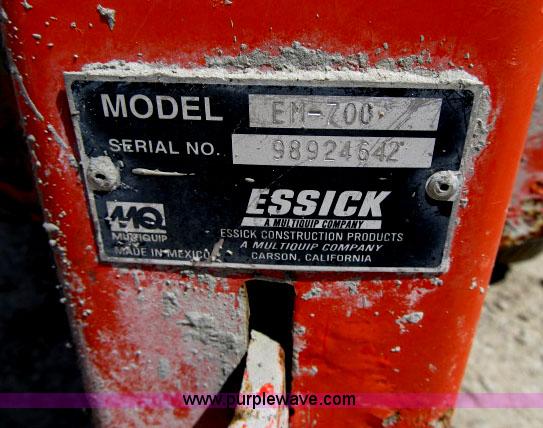 MODEL EM-700
SERIAL NO. 98924642
ESSICK
A MULTIQUIP COMPANY
MQ
MULTIQUIP
ESSICK CONSTRUCTION PRODUCTS
A MULTIQUIP COMPANY
MADE IN MEXICO
CARSON, CALIFORNIA
www.purplewave.com